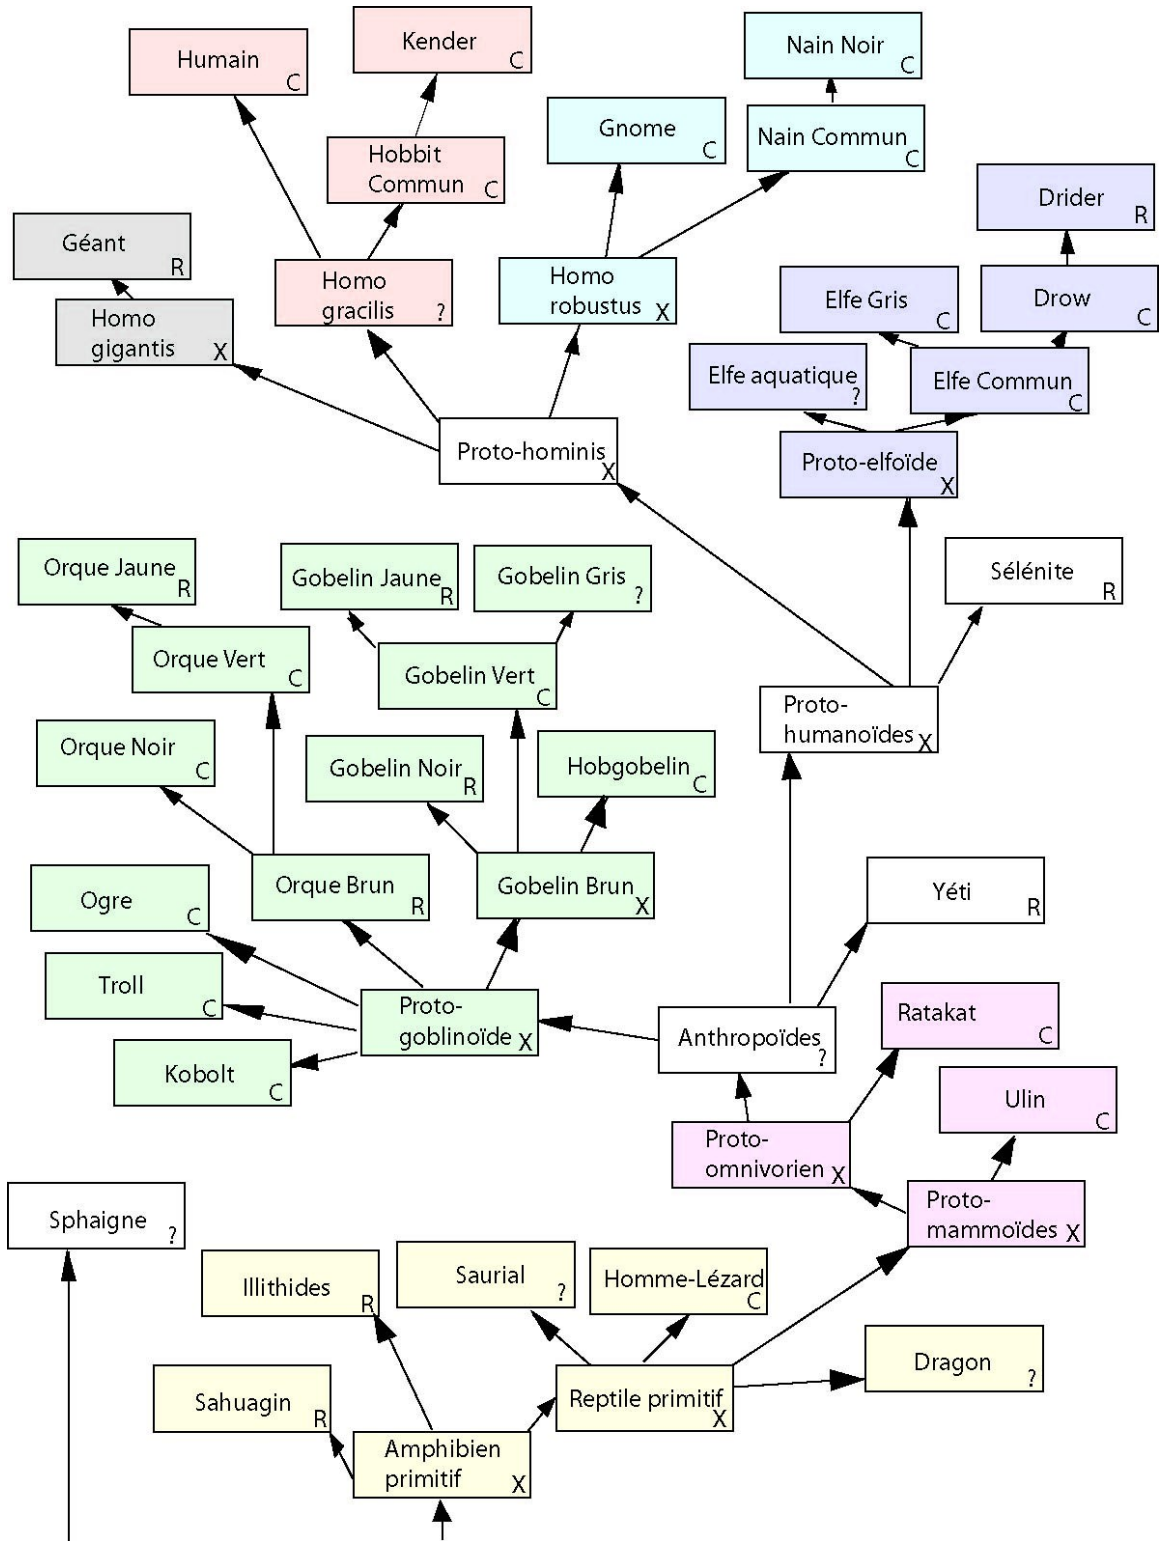 Humain
C
Kender
C
Nain Noir
C
Gnome
C
Nain Commun
C
Hobbit
Commun
C
Drider
R
Géant
R
Homo
gracilis
?
Homo
robustus
X
Elfe Gris
C
Drow
C
Homo
gigantis
X
Elfe aquatique
?
Elfe Commun
C
Proto-hominis
X
Proto-elfoïde
X
Orque Jaune
R
Gobelin Jaune
R
Gobelin Gris
?
Sélénite
R
Orque Vert
C
Gobelin Vert
C
Proto-
humanoïdes
X
Orque Noir
C
Gobelin Noir
R
Hobgobelin
C
Ogre
C
Orque Brun
R
Gobelin Brun
X
Yéti
R
Troll
C
Proto-
goblinoïde
X
Anthropoïdes
?
Ratakat
C
Kobolt
C
Ulin
C
Proto-
omnivorien
X
Proto-
mammoïdes
X
Sphaigne
?
Illithides
R
Saurial
?
Homme-Lézard
C
Dragon
?
Sahuagin
R
Reptile primitif
X
Amphibien
primitif
X